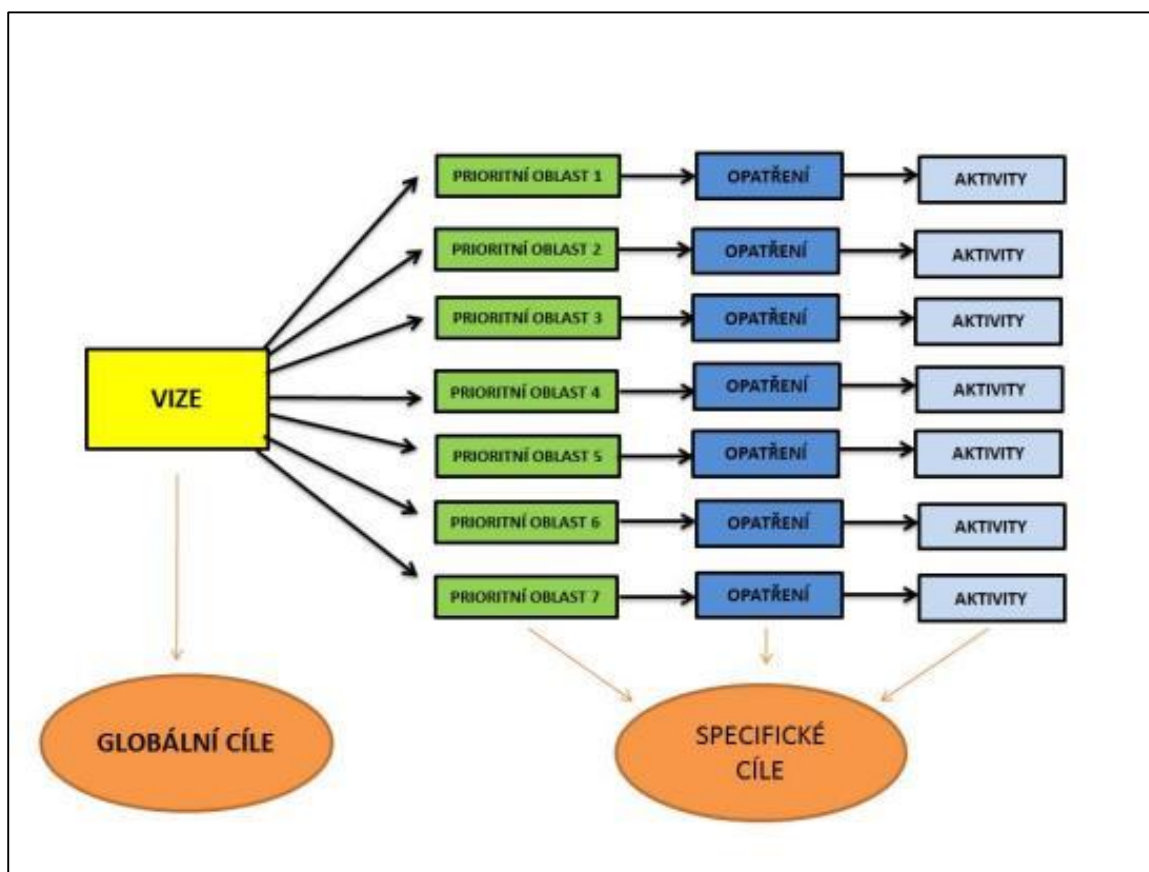 PRIORITNÍ OBLAST 1
OPATŘENÍ
AKTIVITY
PRIORITNÍ OBLAST 2
OPATŘENÍ
AKTIVITY
PRIORITNÍ OBLAST 3
OPATŘENÍ
AKTIVITY
VIZE
PRIORITNÍ OBLAST 4
OPATŘENÍ
AKTIVITY
PRIORITNÍ OBLAST 5
OPATŘENÍ
AKTIVITY
PRIORITNÍ OBLAST 6
OPATŘENÍ
AKTIVITY
PRIORITNÍ OBLAST 7
OPATŘENÍ
AKTIVITY
GLOBÁLNÍ CÍLE
SPECIFICKÉ
CÍLE